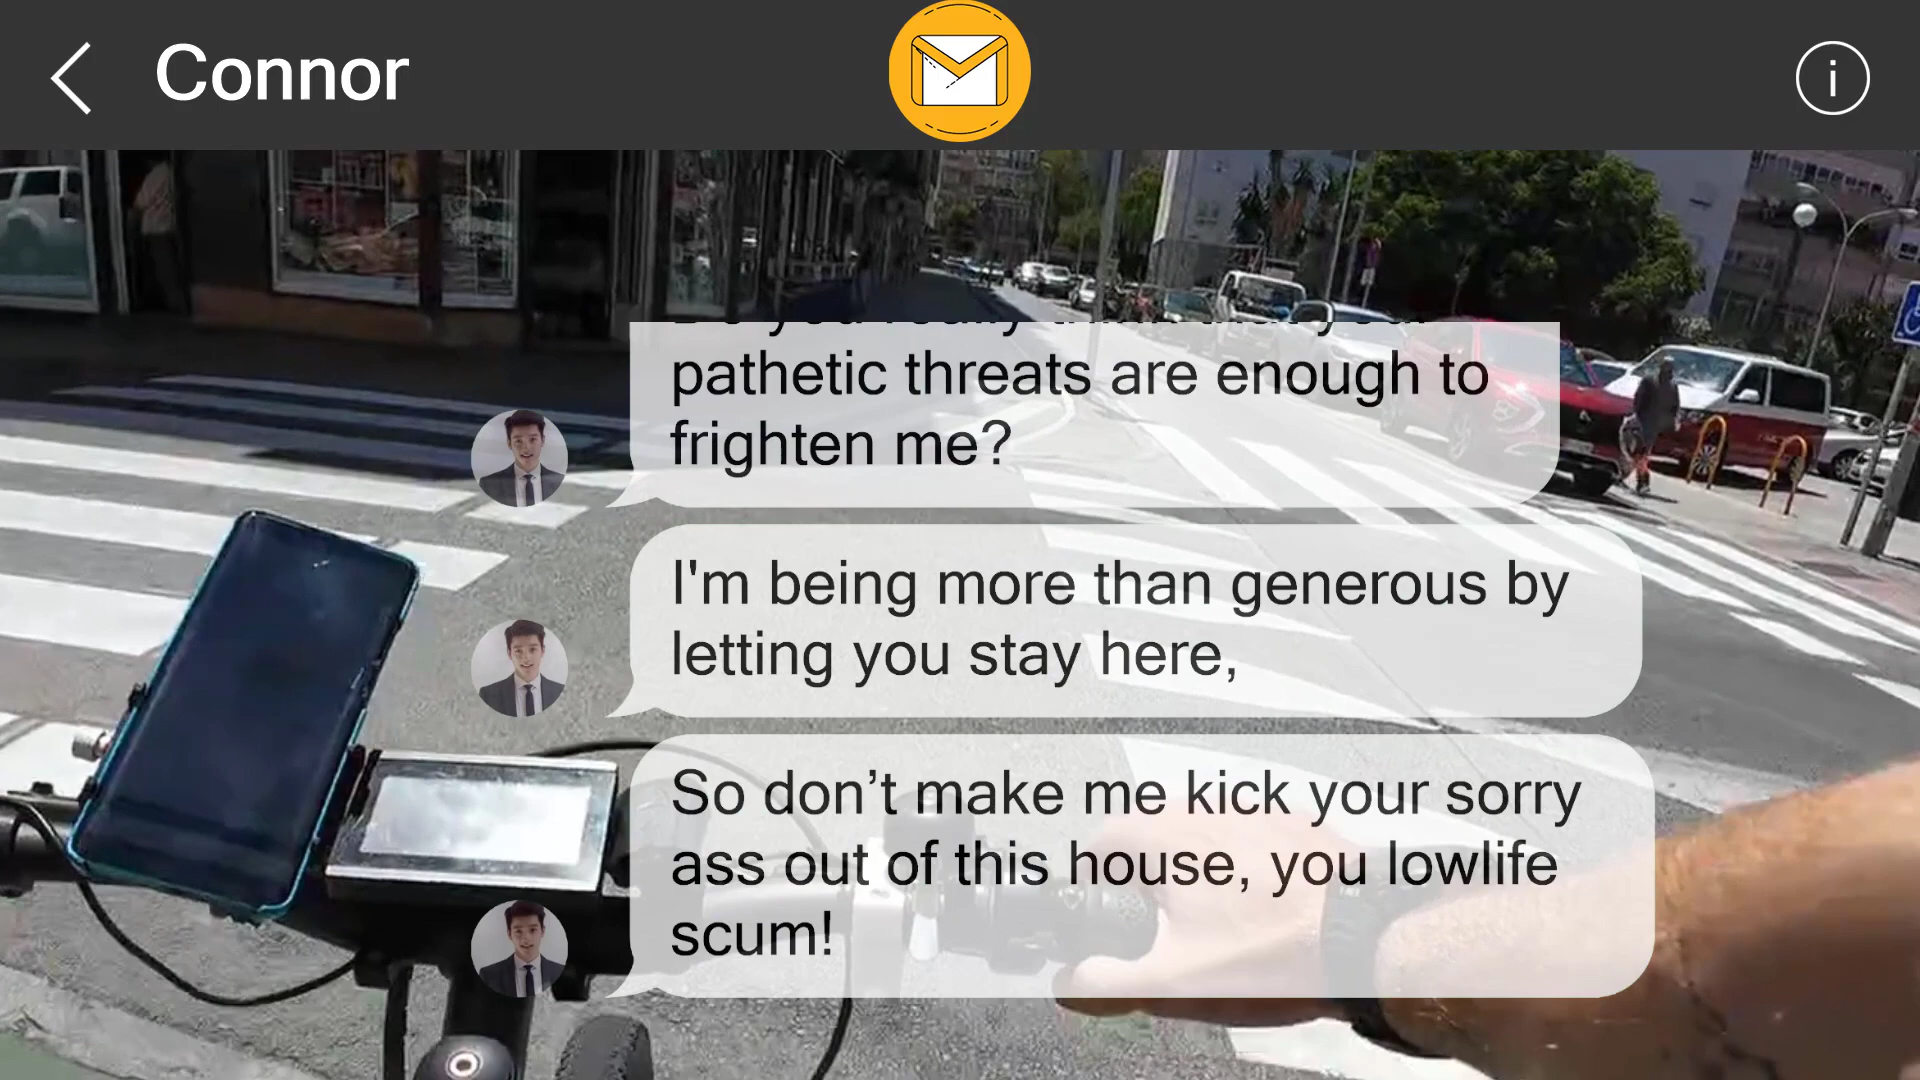 Connor
pathetic threats are enough to
frighten me?
I'm being more than generous by
letting you stay here,
So don’t make me kick your sorry
ass out of this house, you lowlife
scum!